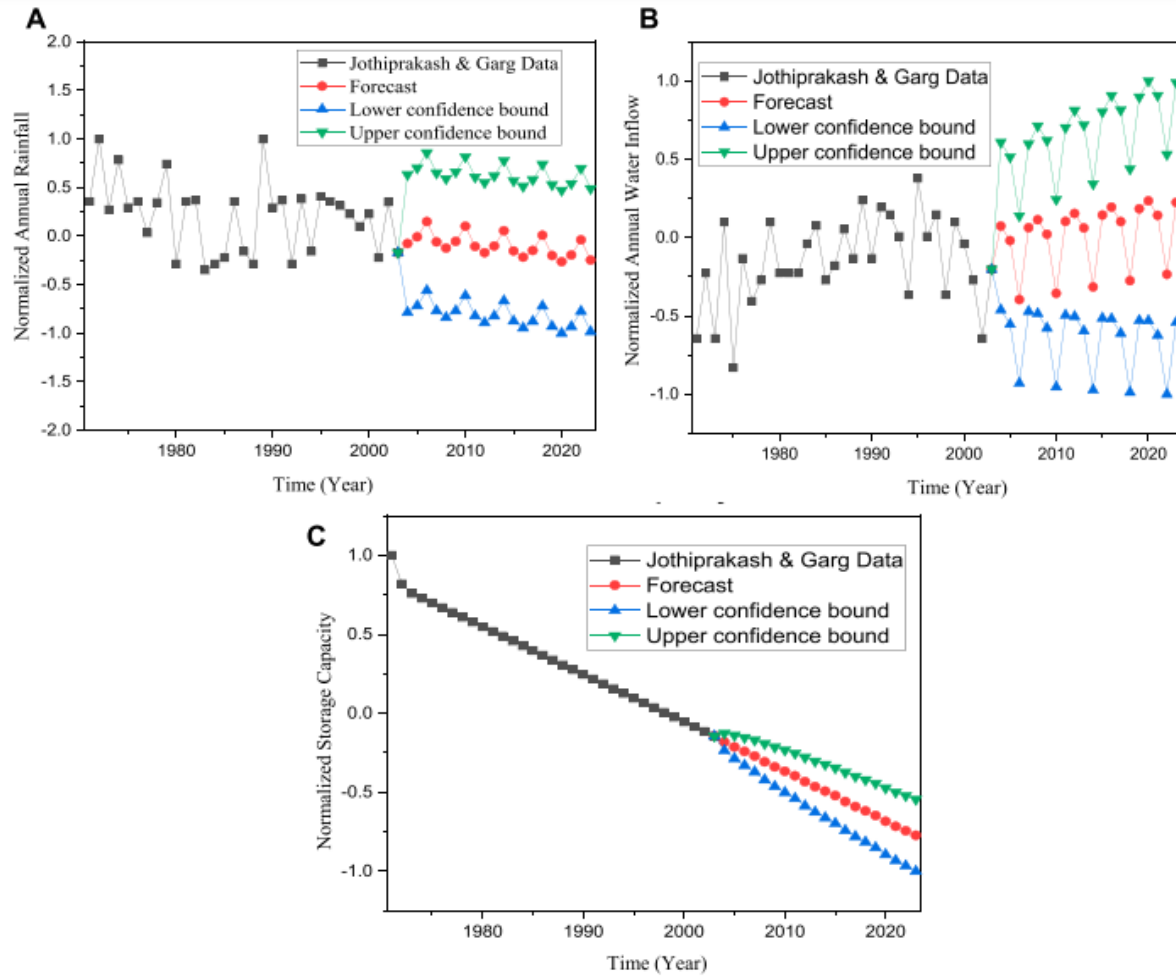 A
Normalized Annual Rainfall
2.0
1.5
1.0
0.5
0.0
-0.5
-1.0
-1.5
-2.0
Jothiprakash & Garg Data
Forecast
Lower confidence bound
Upper confidence bound
1980 1990 2000 2010 2020
Time (Year)
B
Normalized Annual Water Inflow
1.0
0.5
0.0
-0.5
-1.0
Jothiprakash & Garg Data
Forecast
Lower confidence bound
Upper confidence bound
1980 1990 2000 2010 2020
Time (Year)
C
Normalized Storage Capacity
1.0
0.5
0.0
-0.5
-1.0
Jothiprakash & Garg Data
Forecast
Lower confidence bound
Upper confidence bound
1980 1990 2000 2010 2020
Time (Year)